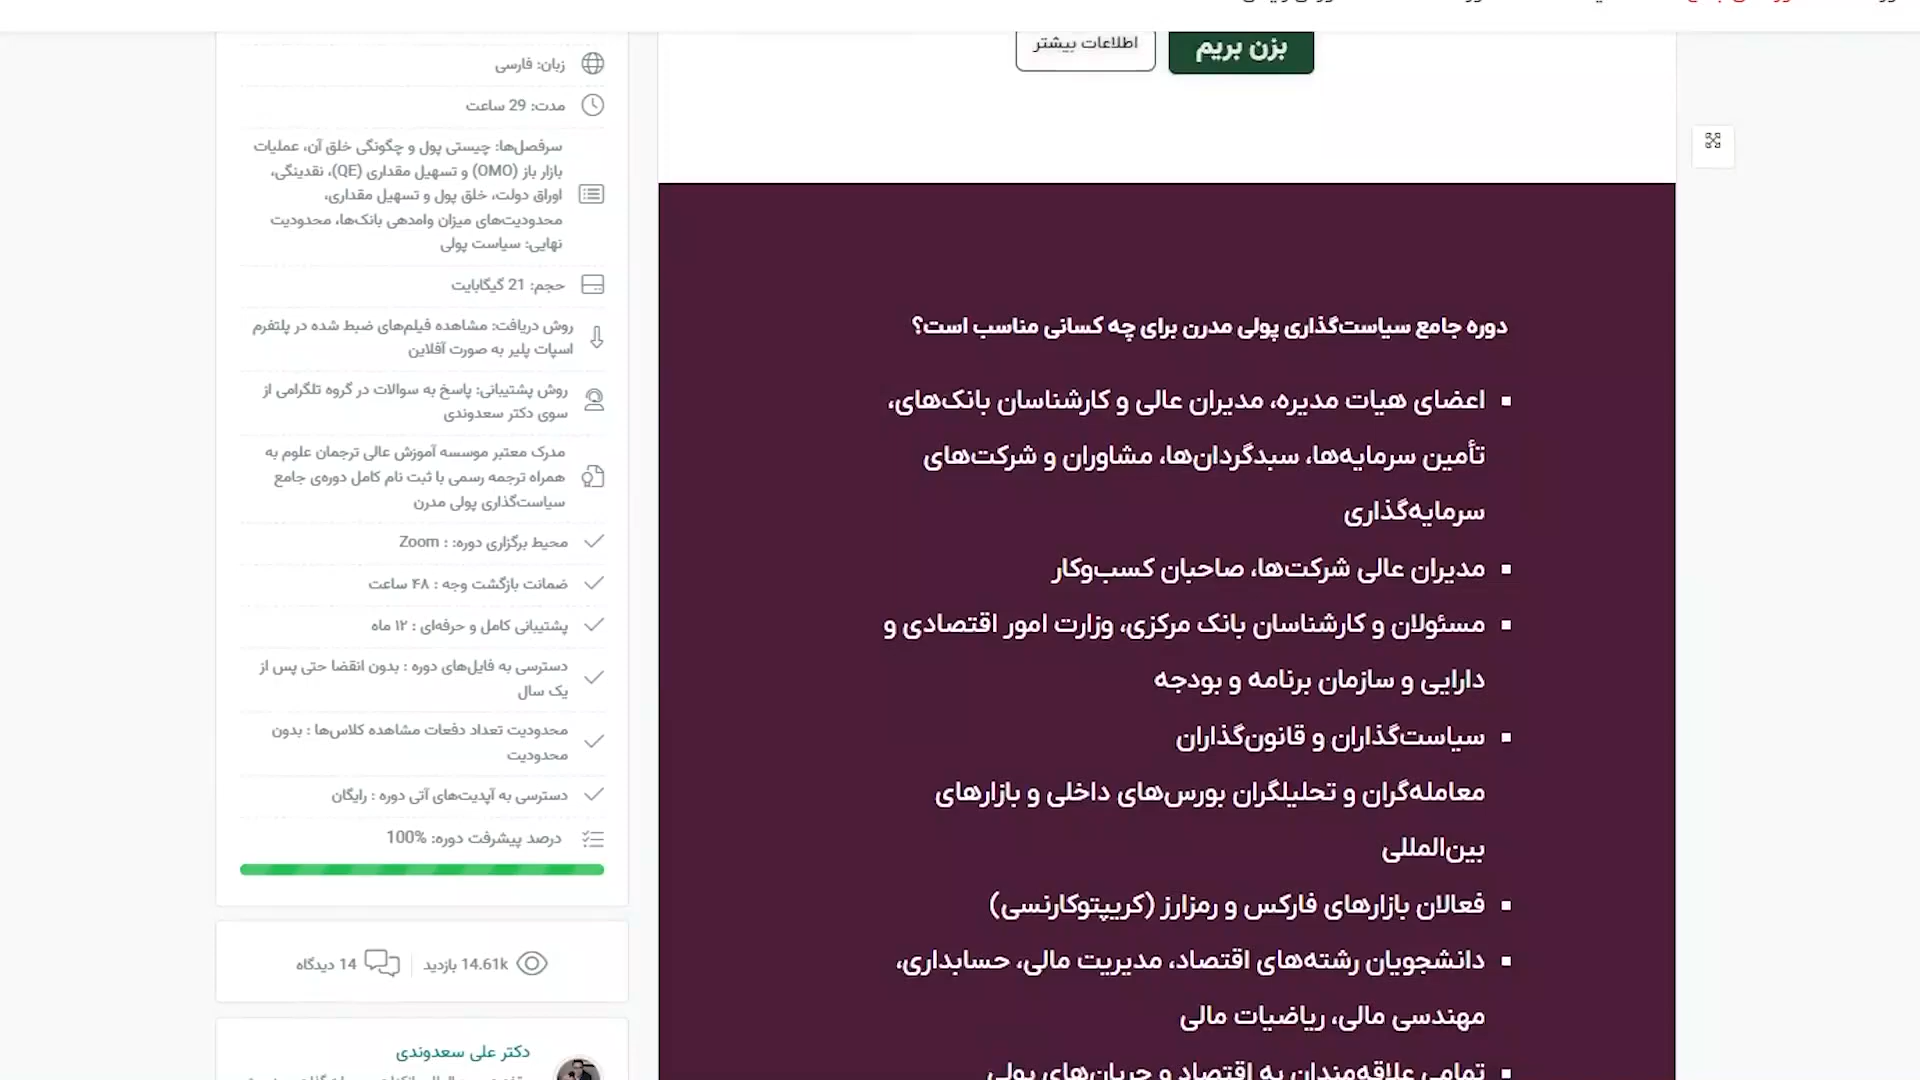 بزن بریم
اطلاعات بیشتر
دوره جامع سیاست‌گذاری پولی مدرن برای چه کسانی مناسب است؟
اعضای هیات مدیره، مدیران عالی و کارشناسان بانک‌های،
تأمین سرمایه‌ها، سبدگردان‌ها، مشاوران و شرکت‌های
سرمایه‌گذاری
مدیران عالی شرکت‌ها، صاحبان کسب‌وکار
مسئولان و کارشناسان بانک مرکزی، وزارت امور اقتصادی و
دارایی و سازمان برنامه و بودجه
سیاست‌گذاران و قانون‌گذاران
معامله‌گران و تحلیلگران بورس‌های داخلی و بازارهای
بین‌المللی
فعالان بازارهای فارکس و رمزارز (کریپتوکارنسی)
دانشجویان رشته‌های اقتصاد، مدیریت مالی، حسابداری،
مهندسی مالی، ریاضیات مالی
تمامی علاقه‌مندان به اقتصاد و جریان‌های پولی
زبان: فارسی
مدت: 29 ساعت
سرفصل‌ها: چیستی پول و چگونگی خلق آن، عملیات
بازار باز (OMO) و تسهیل مقداری (QE)، نقدینگی،
اوراق دولت، خلق پول و تسهیل مقداری،
محدودیت‌های میزان وامدهی بانک‌ها، محدودیت
نهایی: سیاست پولی
حجم: 21 گیگابایت
روش دریافت: مشاهده فیلم‌های ضبط شده در پلتفرم
اسپات پلیر به صورت آفلاین
روش پشتیبانی: پاسخ به سوالات در گروه تلگرامی از
سوی دکتر سعدوندی
مدرک معتبر موسسه آموزش عالی ترجمان علوم به
همراه ترجمه رسمی با ثبت نام کامل دوره‌ی جامع
سیاست‌گذاری پولی مدرن
محیط برگزاری دوره: : Zoom
ضمانت بازگشت وجه : ۴۸ ساعت
پشتیبانی کامل و حرفه‌ای : ۱۲ ماه
دسترسی به فایل‌های دوره : بدون انقضا حتی پس از
یک سال
محدودیت تعداد دفعات مشاهده کلاس‌ها : بدون
محدودیت
دسترسی به آپدیت‌های آتی دوره : رایگان
درصد پیشرفت دوره: 100%
14.61k بازدید
14 دیدگاه
دکتر علی سعدوندی